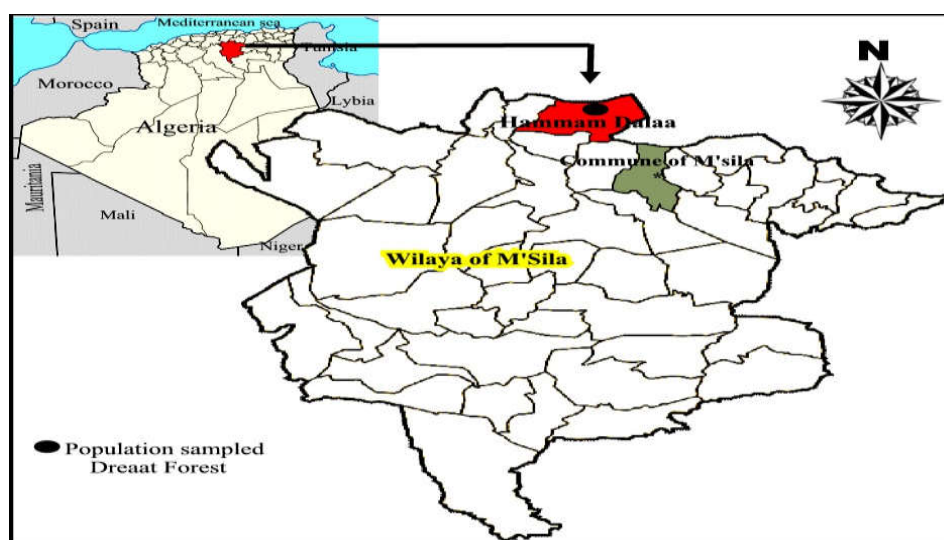 Spain
Mediterranean sea
Tunisia
Morocco
Lybia
Algeria
Mauritania
Mali
Niger
N
Hammam Dalaa
Commune of M'sila
*
Wilaya of M'Sila
Population sampled
Dreaat Forest